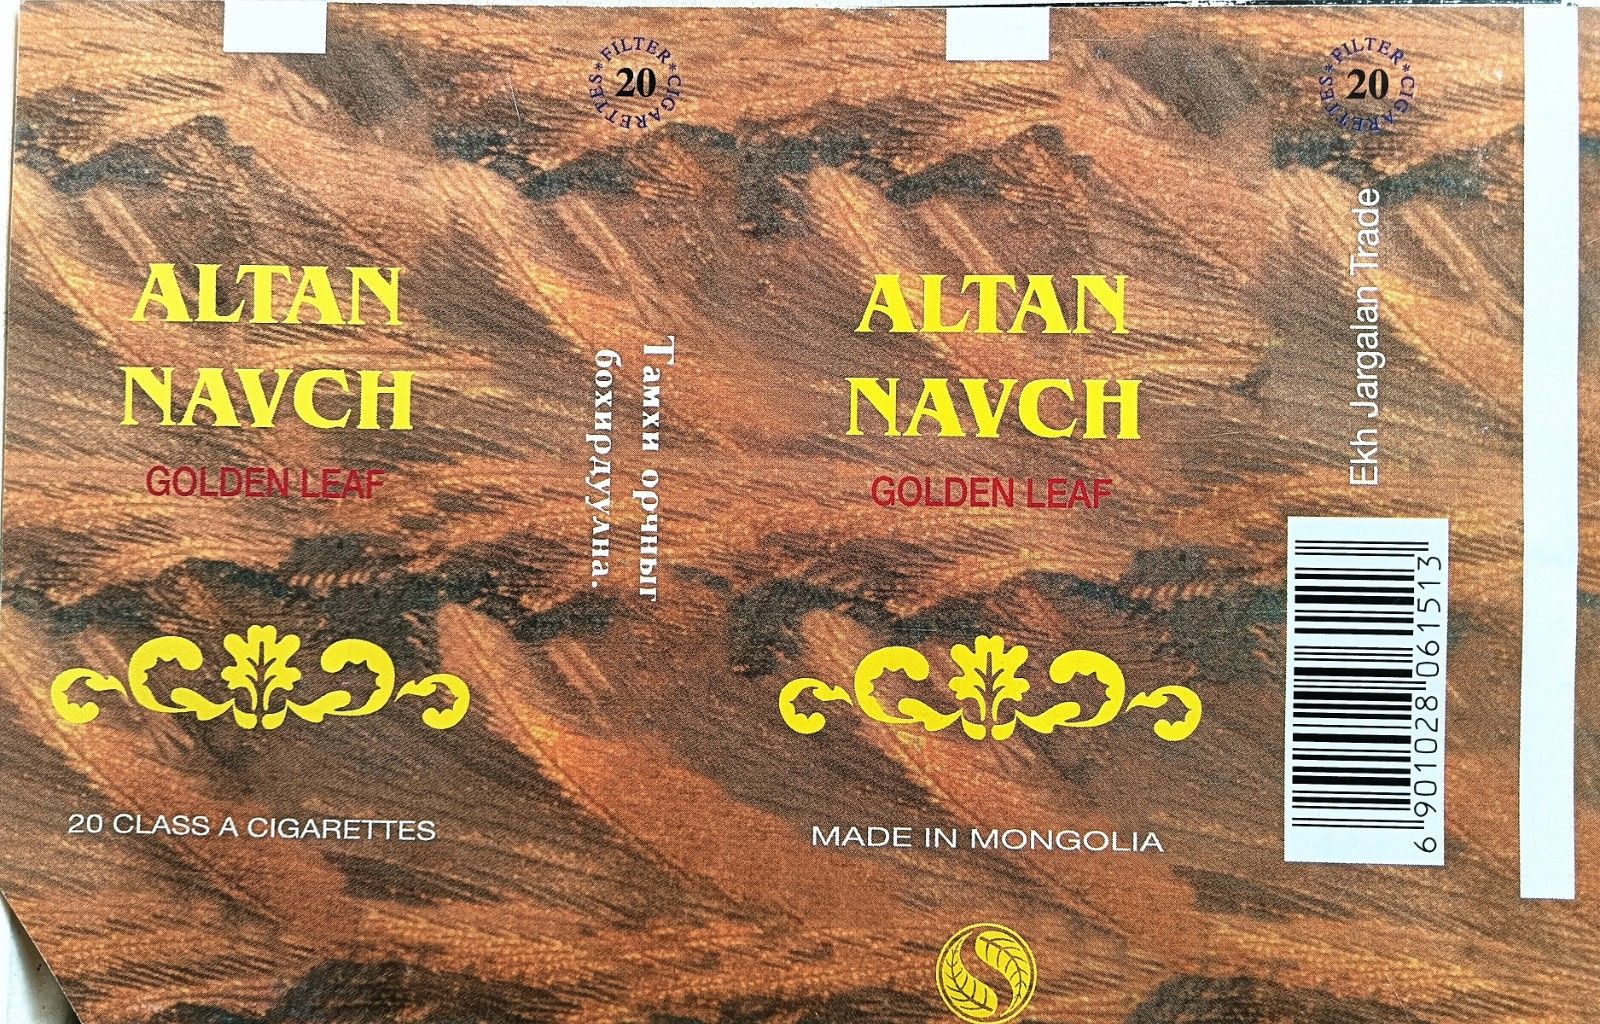 FILTER * CIGARETTES *
20
ALTAN
NAVCH
GOLDEN LEAF
20 CLASS A CIGARETTES
Тамхи орчныг
бохирдуулна.
ALTAN
NAVCH
GOLDEN LEAF
MADE IN MONGOLIA
FILTER * CIGARETTES *
20
Ekh Jargalan Trade
6 901028 061513